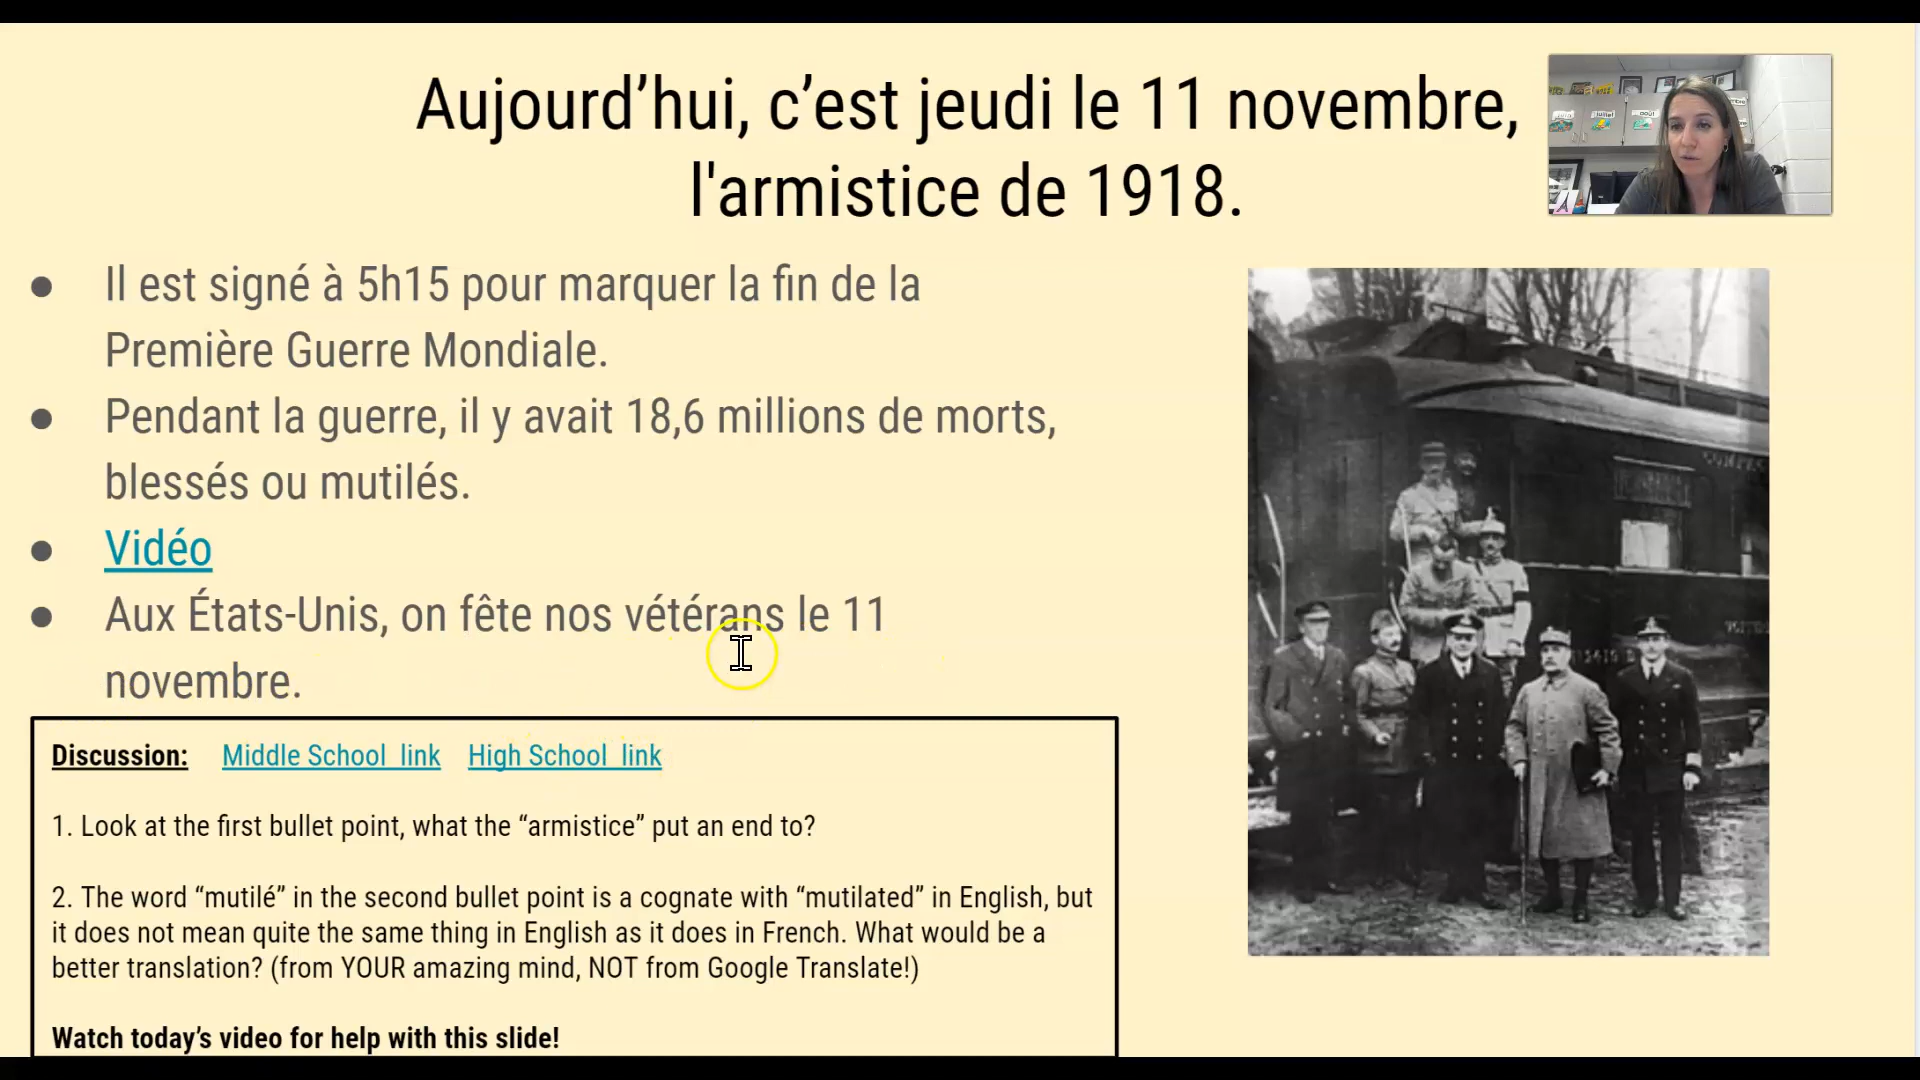 Aujourd’hui, c’est jeudi le 11 novembre,
l'armistice de 1918.
juillet
août
● Il est signé à 5h15 pour marquer la fin de la
Première Guerre Mondiale.
● Pendant la guerre, il y avait 18,6 millions de morts,
blessés ou mutilés.
● Vidéo
● Aux États-Unis, on fête nos vétérans le 11
novembre.
Discussion: Middle School link High School link
1. Look at the first bullet point, what the “armistice” put an end to?
2. The word “mutilé” in the second bullet point is a cognate with “mutilated” in English, but
it does not mean quite the same thing in English as it does in French. What would be a
better translation? (from YOUR amazing mind, NOT from Google Translate!)
Watch today’s video for help with this slide!